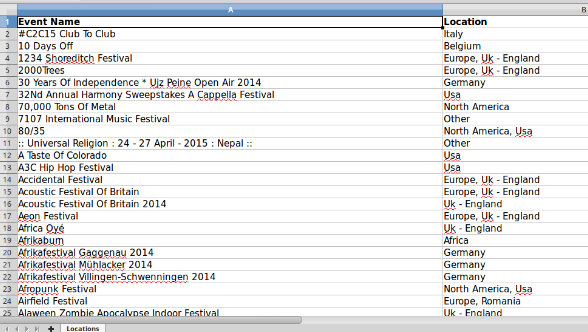 A B
1 Event Name Location
2 #C2C15 Club To Club Italy
3 10 Days Off Belgium
4 1234 Shoreditch Festival Europe, Uk - England
5 2000Trees Europe, Uk - England
6 30 Years Of Independence * Ujz Peine Open Air 2014 Germany
7 32Nd Annual Harmony Sweepstakes A Cappella Festival Usa
8 70,000 Tons Of Metal North America
9 7107 International Music Festival Other
10 80/35 North America, Usa
11 :: Universal Religion : 24 - 27 April - 2015 : Nepal :: Other
12 A Taste Of Colorado Usa
13 A3C Hip Hop Festival Usa
14 Accidental Festival Europe, Uk - England
15 Acoustic Festival Of Britain Europe, Uk - England
16 Acoustic Festival Of Britain 2014 Uk - England
17 Aeon Festival Europe, Uk - England
18 Africa Oyé Uk - England
19 Afrikabum Africa
20 Afrikafestival Gaggenau 2014 Germany
21 Afrikafestival Mühlacker 2014 Germany
22 Afrikafestival Villingen-Schwenningen 2014 Germany
23 Afropunk Festival North America, Usa
24 Airfield Festival Europe, Romania
25 Alaween Zombie Apocalypse Indoor Festival Uk - England
Locations